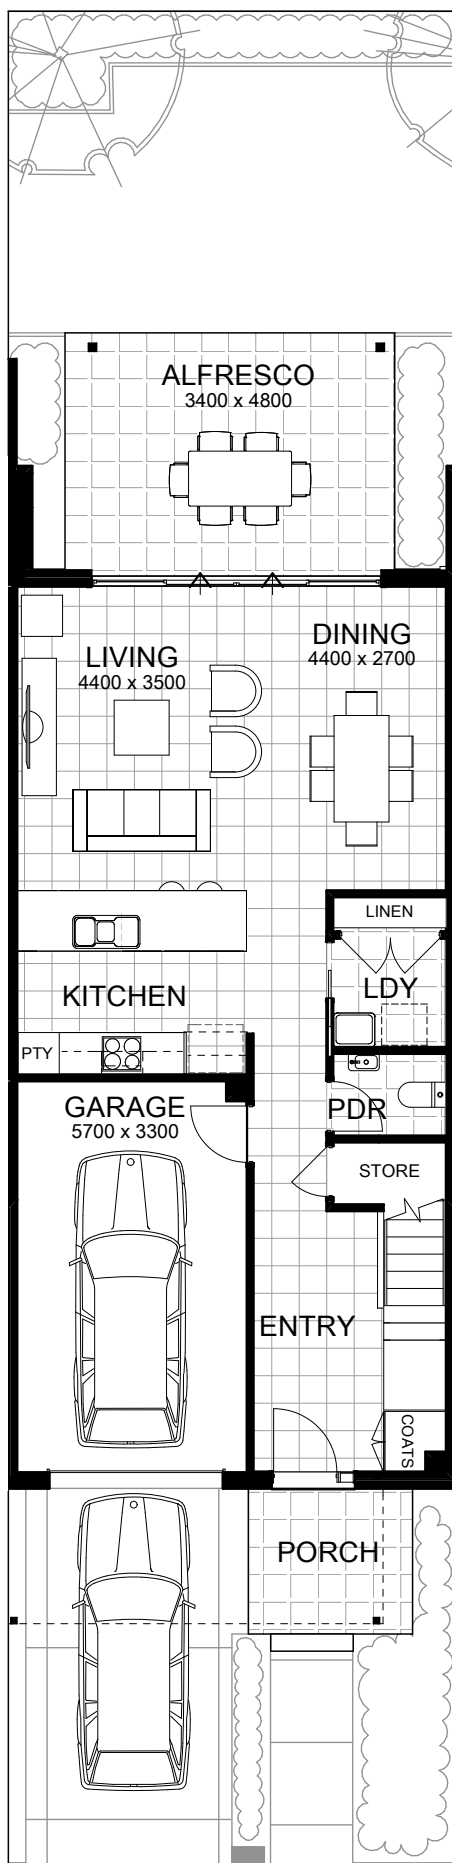 ALFRESCO
3400 x 4800
LIVING
4400 x 3500
DINING
4400 x 2700
LINEN
LDY
KITCHEN
PTY
GARAGE
5700 x 3300
PDR
STORE
ENTRY
COATS
PORCH